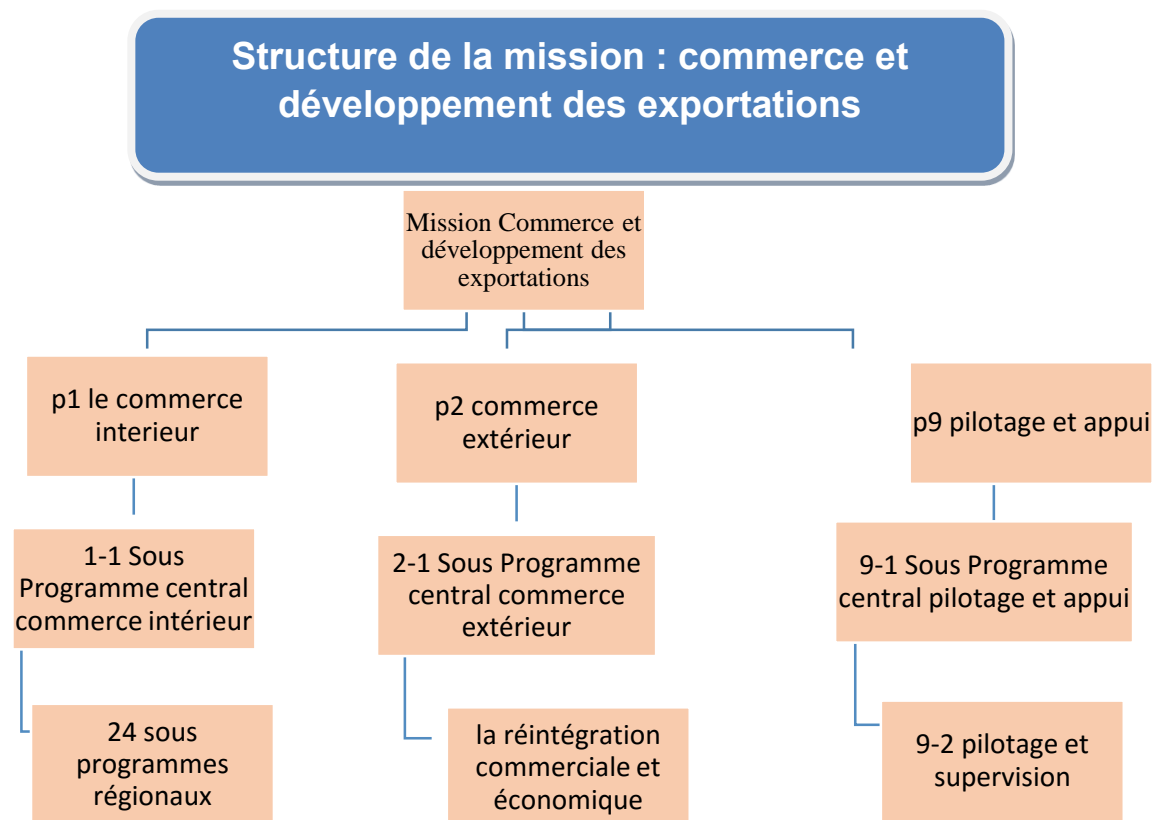 Structure de la mission : commerce et
développement des exportations
Mission Commerce et
développement des
exportations
p1 le commerce
interieur
p2 commerce
extérieur
p9 pilotage et appui
1-1 Sous
Programme central
commerce intérieur
2-1 Sous Programme
central commerce
extérieur
9-1 Sous Programme
central pilotage et appui
24 sous
programmes
régionaux
la réintégration
commerciale et
économique
9-2 pilotage et
supervision